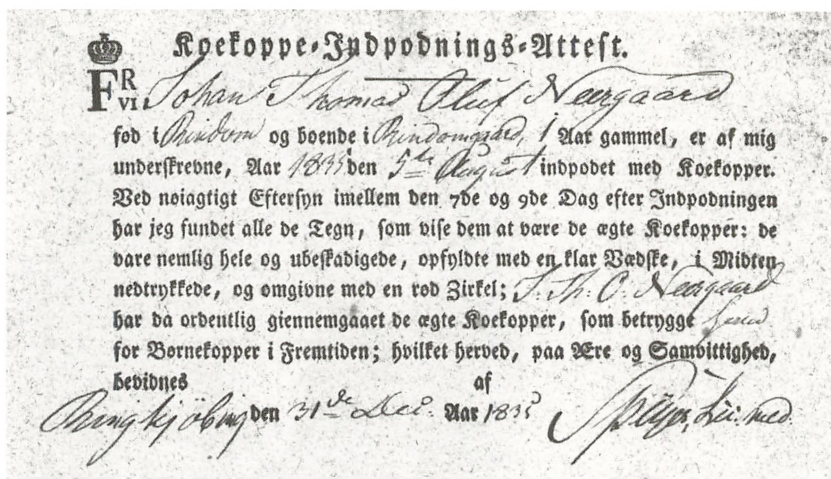 Koekoppe-Indpodnings-Attest.
FR VI Johan Thomas Oluf Neergaard
fød i Rindom og boende i Rindomgaard, 1 Aar gammel, er af mig
underskrevne, Aar 1835 den 5te August indpodet med Koekopper.
Ved nøiagtigt Eftersyn imellem den 7de og 9de Dag efter Indpodningen
har jeg fundet alle de Tegn, som vise dem at være de ægte Koekopper: de
vare nemlig hele og ubeskadigede, opfyldte med en klar Vædske, i Midten
nedtrykkede, og omgivne med en rød Zirkel; J. Th. O. Neergaard
har da ordentlig giennemgaaet de ægte Koekopper, som betrygge
for Børnekopper i Fremtiden; hvilket herved, paa Ære og Samvittighed,
bevidnes af
Ringkjøbing den 31de Dec. Aar 1835 med.